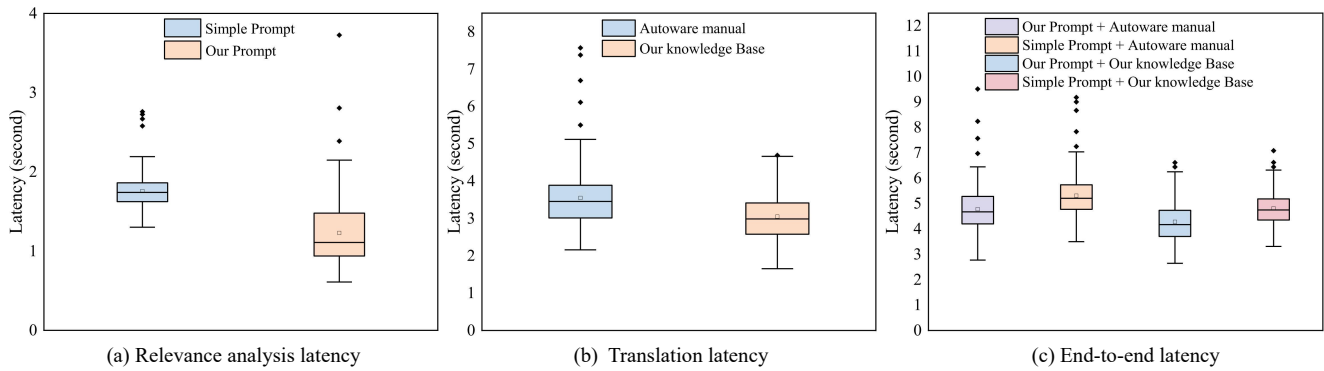 4
3
2
1
0
Latency (second)
Simple Prompt
Our Prompt
(a) Relevance analysis latency
8
7
6
5
4
3
2
1
0
Latency (second)
Autoware manual
Our knowledge Base
(b) Translation latency
12
11
10
9
8
7
6
5
4
3
2
1
0
Latency (second)
Our Prompt + Autoware manual
Simple Prompt + Autoware manual
Our Prompt + Our knowledge Base
Simple Prompt + Our knowledge Base
(c) End-to-end latency